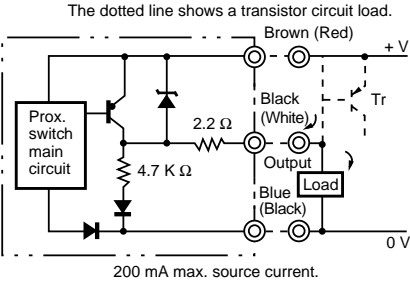 The dotted line shows a transistor circuit load.
Brown (Red)
+ V
Prox.
switch
main
circuit
Black
(White)
Tr
2.2 Ω
Output
4.7 K Ω
Load
Blue
(Black)
0 V
200 mA max. source current.